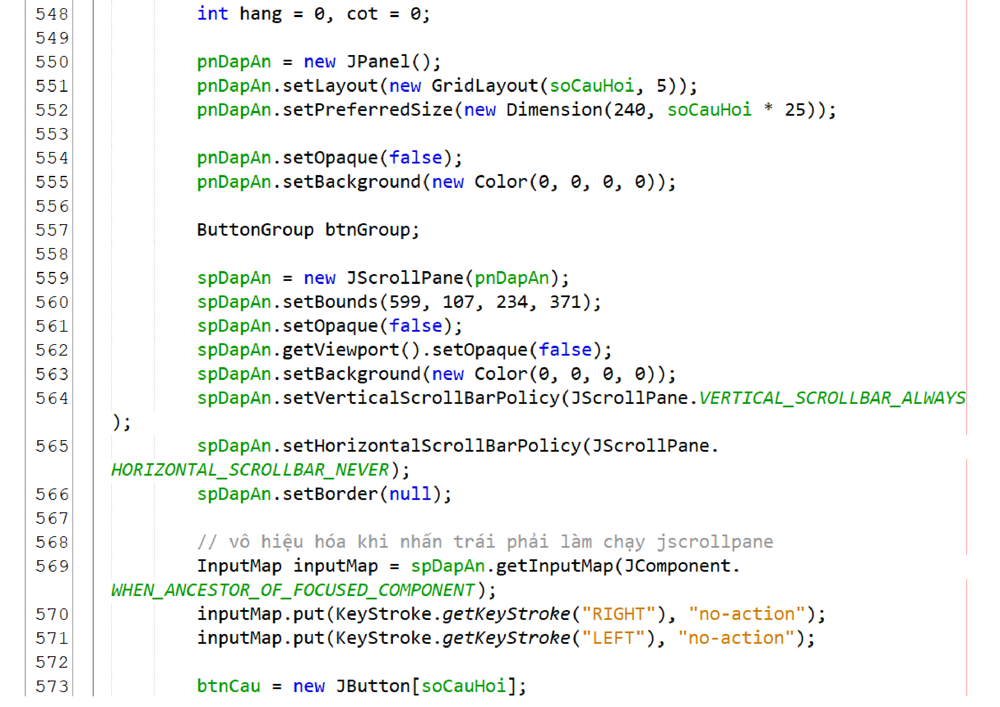 548 int hang = 0, cot = 0;
549
550 pnDapAn = new JPanel();
551 pnDapAn.setLayout(new GridLayout(soCauHoi, 5));
552 pnDapAn.setPreferredSize(new Dimension(240, soCauHoi * 25));
553
554 pnDapAn.setOpaque(false);
555 pnDapAn.setBackground(new Color(0, 0, 0, 0));
556
557 ButtonGroup btnGroup;
558
559 spDapAn = new JScrollPane(pnDapAn);
560 spDapAn.setBounds(599, 107, 234, 371);
561 spDapAn.setOpaque(false);
562 spDapAn.getViewport().setOpaque(false);
563 spDapAn.setBackground(new Color(0, 0, 0, 0));
564 spDapAn.setVerticalScrollBarPolicy(JScrollPane.VERTICAL_SCROLLBAR_ALWAYS
);
565 spDapAn.setHorizontalScrollBarPolicy(JScrollPane.
HORIZONTAL_SCROLLBAR_NEVER);
566 spDapAn.setBorder(null);
567
568 // vô hiệu hóa khi nhấn trái phải làm chạy jscrollpane
569 InputMap inputMap = spDapAn.getInputMap(JComponent.
WHEN_ANCESTOR_OF_FOCUSED_COMPONENT);
570 inputMap.put(KeyStroke.getKeyStroke("RIGHT"), "no-action");
571 inputMap.put(KeyStroke.getKeyStroke("LEFT"), "no-action");
572
573 btnCau = new JButton[soCauHoi];